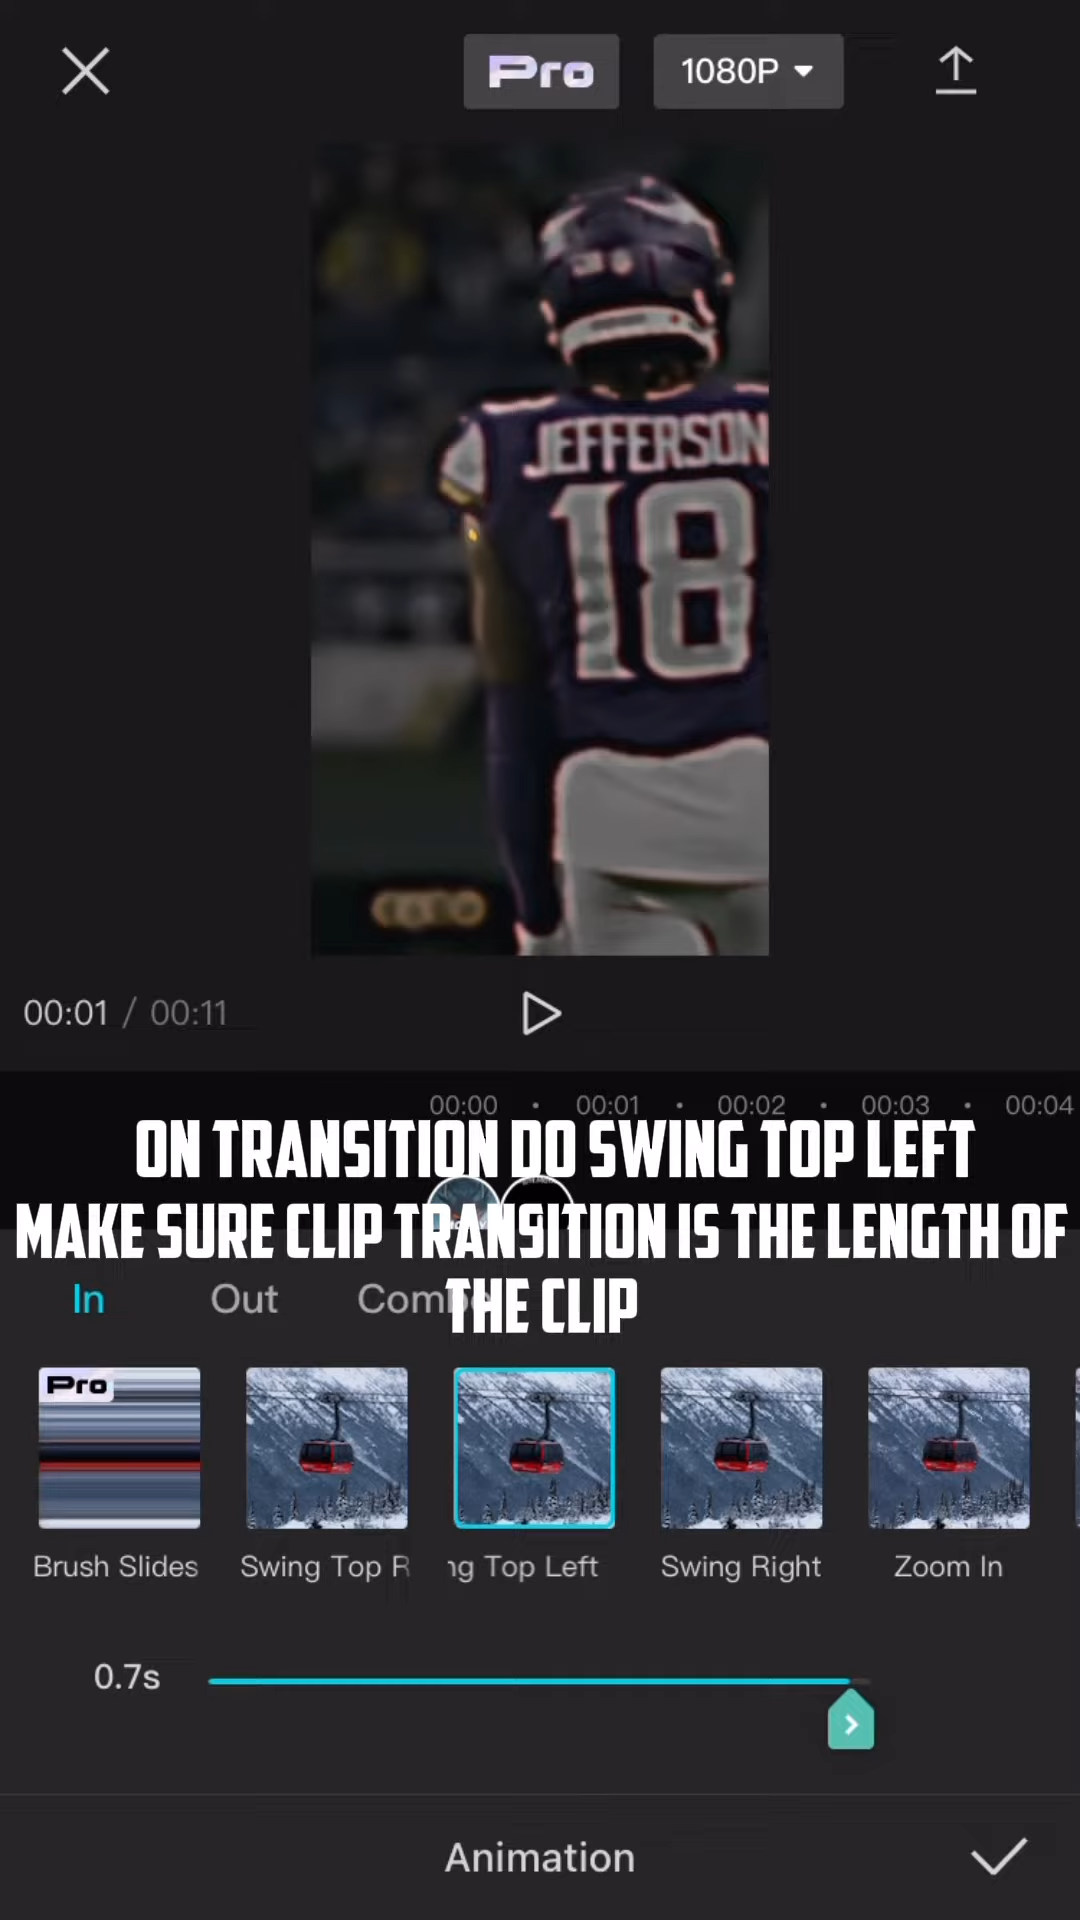 Pro
1080P
JEFFERSON
18
00:01 / 00:11
00:00 • 00:01 • 00:02 • 00:03 • 00:04
ON TRANSITION DO SWING TOP LEFT
MAKE SURE CLIP TRANSITION IS THE LENGTH OF
THE CLIP
In Out Comb
Pro
Brush Slides Swing Top R ng Top Left Swing Right Zoom In
0.7s
Animation